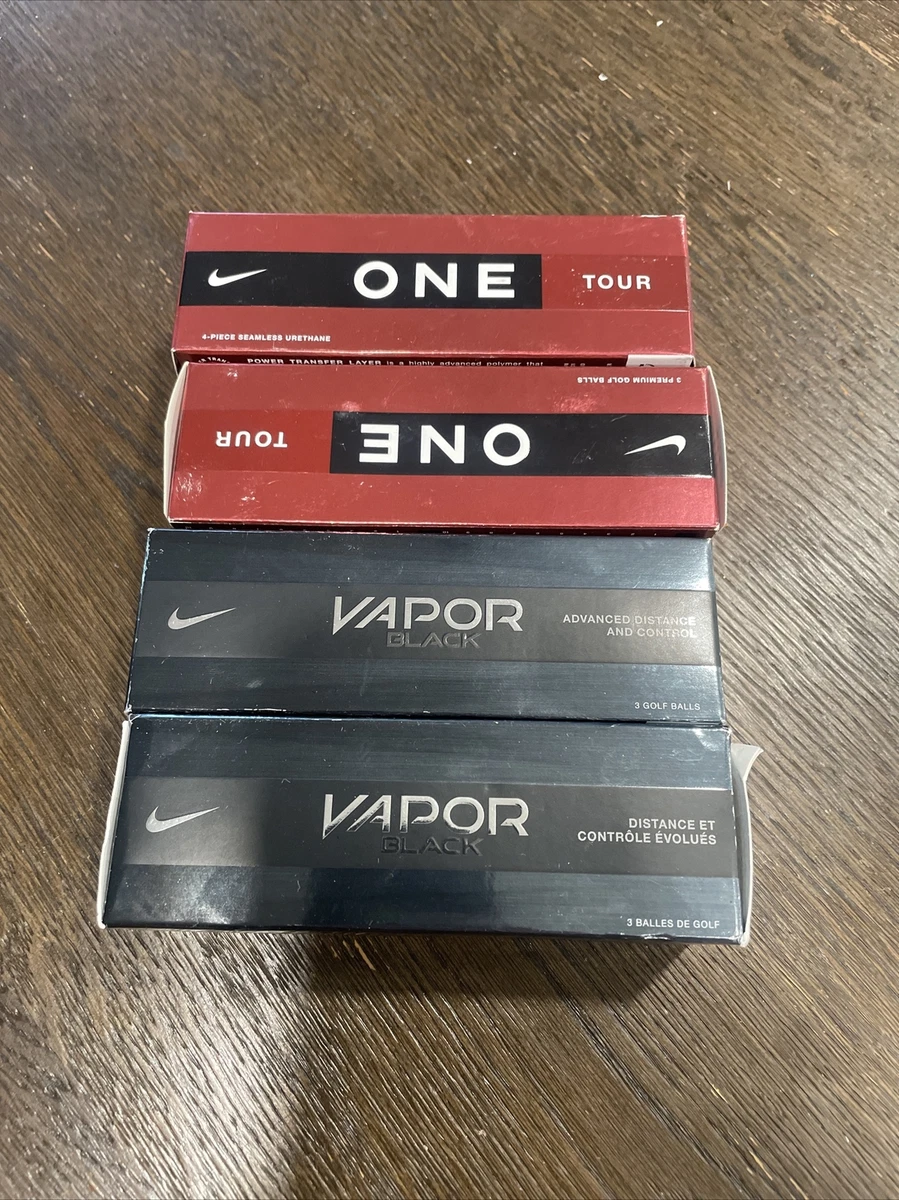 ONE
TOUR
4-PIECE SEAMLESS URETHANE
POWER TRANSFER LAYER is a highly advanced polymer that
3 PREMIUM GOLF BALLS
ONE
TOUR
VAPOR
BLACK
ADVANCED DISTANCE
AND CONTROL
3 GOLF BALLS
VAPOR
BLACK
DISTANCE ET
CONTRÔLE ÉVOLUÉS
3 BALLES DE GOLF